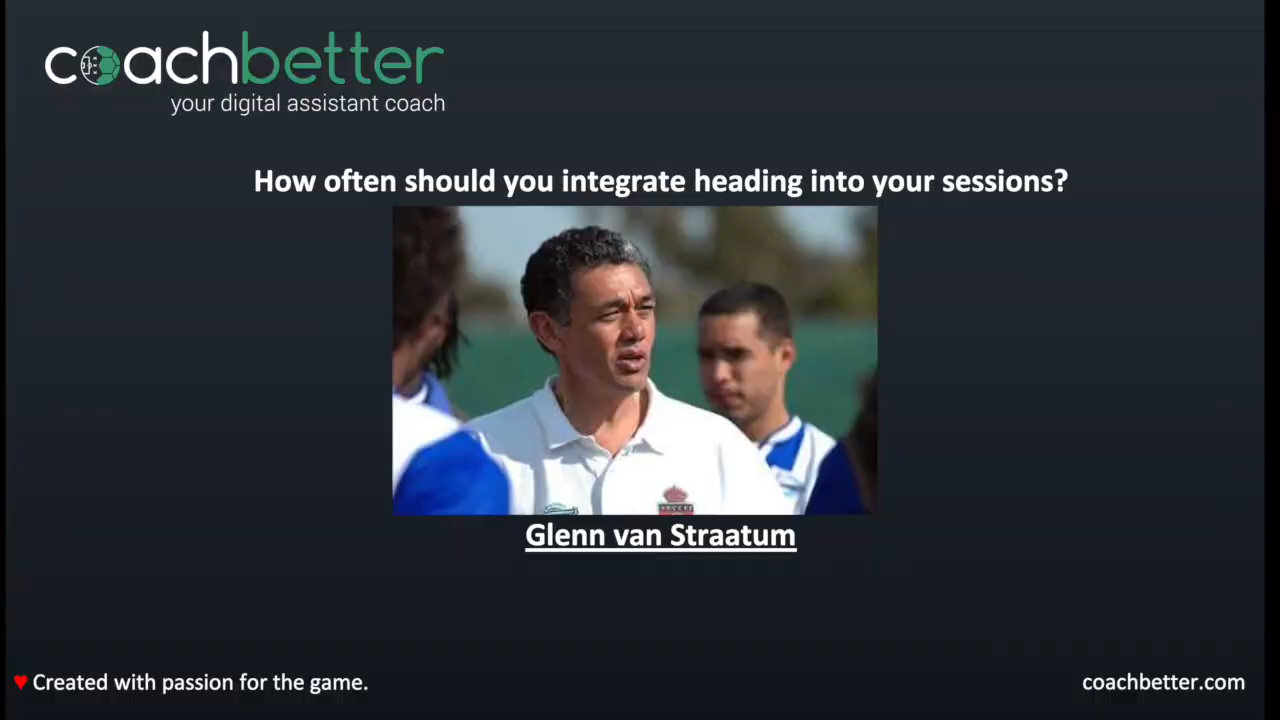 coachbetter
your digital assistant coach
How often should you integrate heading into your sessions?
Glenn van Straatum
♥ Created with passion for the game.
coachbetter.com